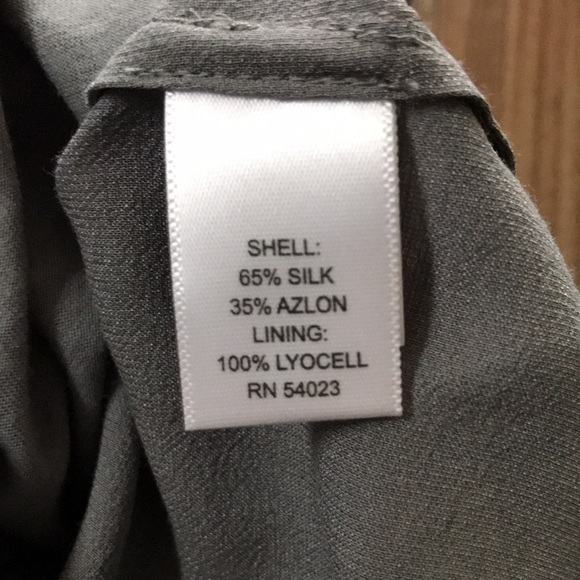 SHELL:
65% SILK
35% AZLON
LINING:
100% LYOCELL
RN 54023